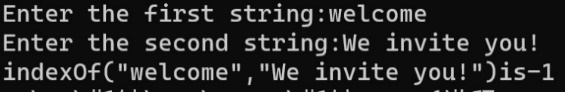 Enter the first string:welcome
Enter the second string:We invite you!
indexOf("welcome","We invite you!")is-1